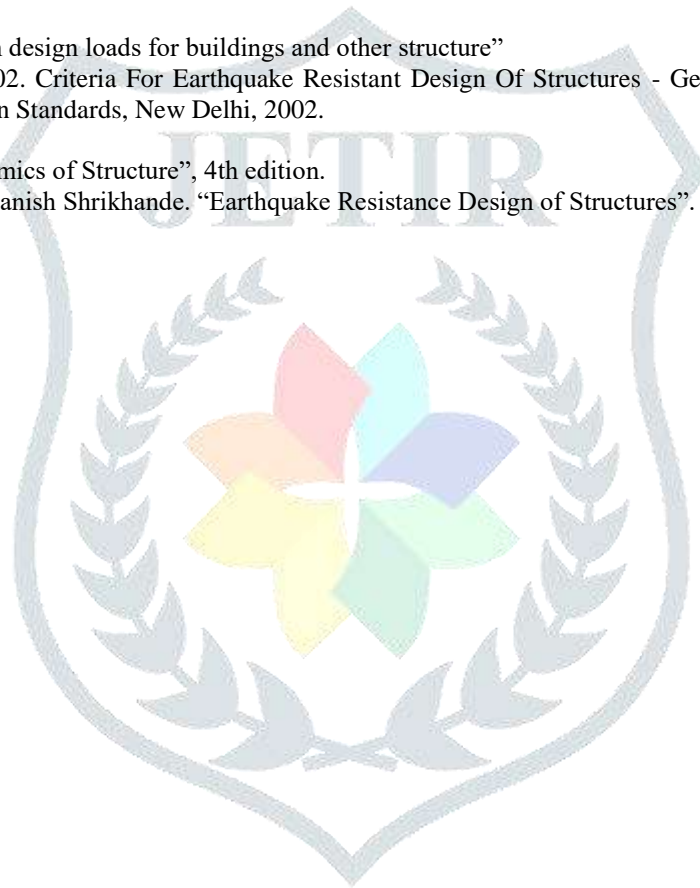 design loads for buildings and other structure”
02. Criteria For Earthquake Resistant Design Of Structures - Ge
n Standards, New Delhi, 2002.
mics of Structure”, 4th edition.
anish Shrikhande. “Earthquake Resistance Design of Structures”.
JETIR